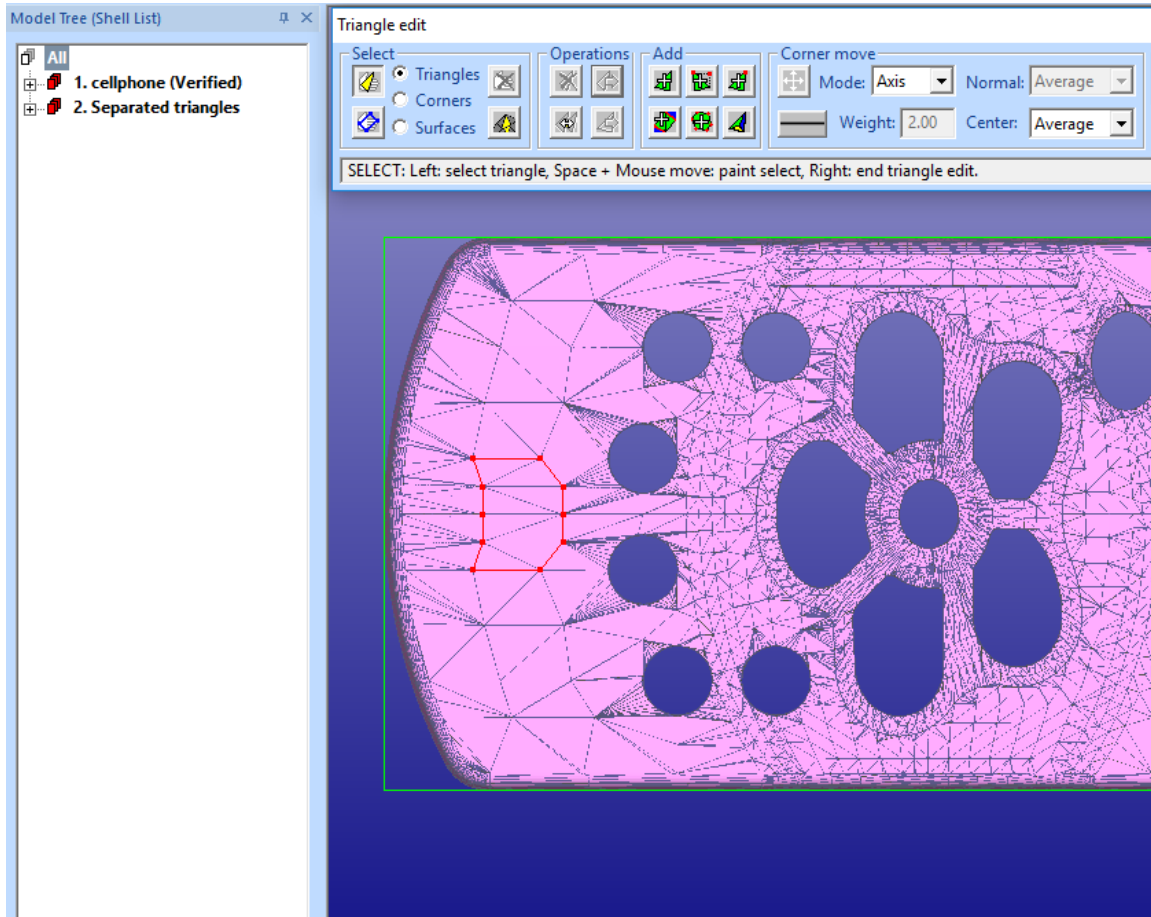 Model Tree (Shell List)
All
1. cellphone (Verified)
2. Separated triangles
Triangle edit
Select
Operations
Add
Corner move
Triangles
Corners
Surfaces
Mode: Axis
Normal: Average
Weight: 2.00
Center: Average
SELECT: Left: select triangle, Space + Mouse move: paint select, Right: end triangle edit.